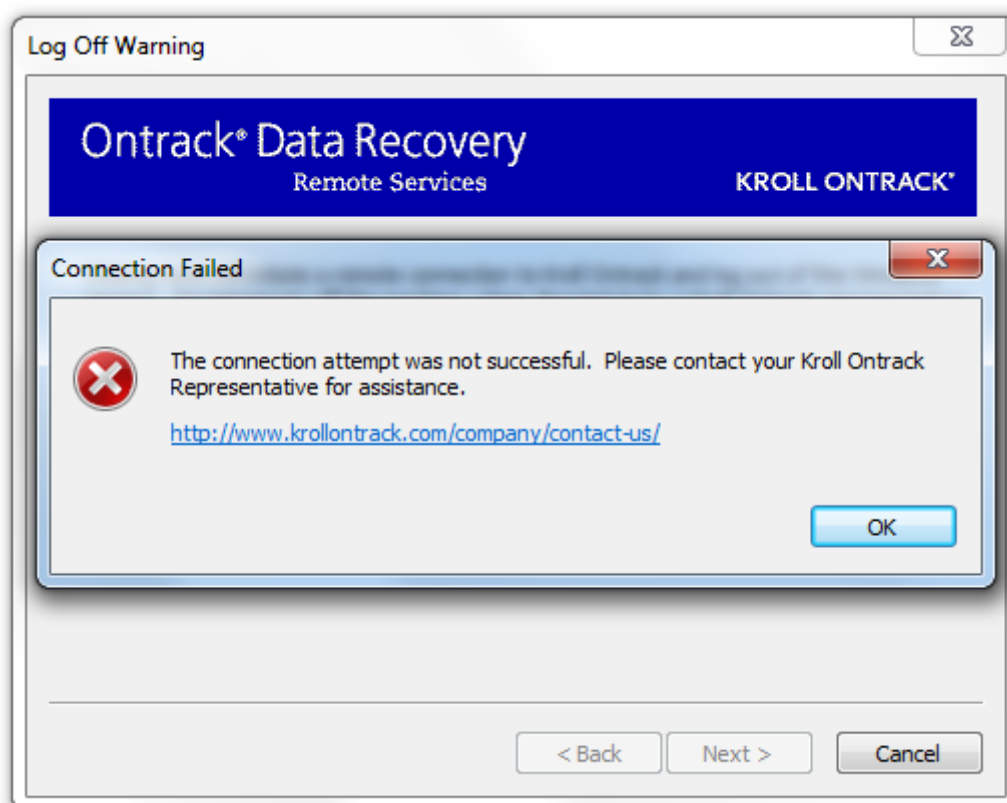 Log Off Warning
Ontrack® Data Recovery
Remote Services
KROLL ONTRACK®
Connection Failed
The connection attempt was not successful.  Please contact your Kroll Ontrack
Representative for assistance.
http://www.krollontrack.com/company/contact-us/
OK
< Back
Next >
Cancel